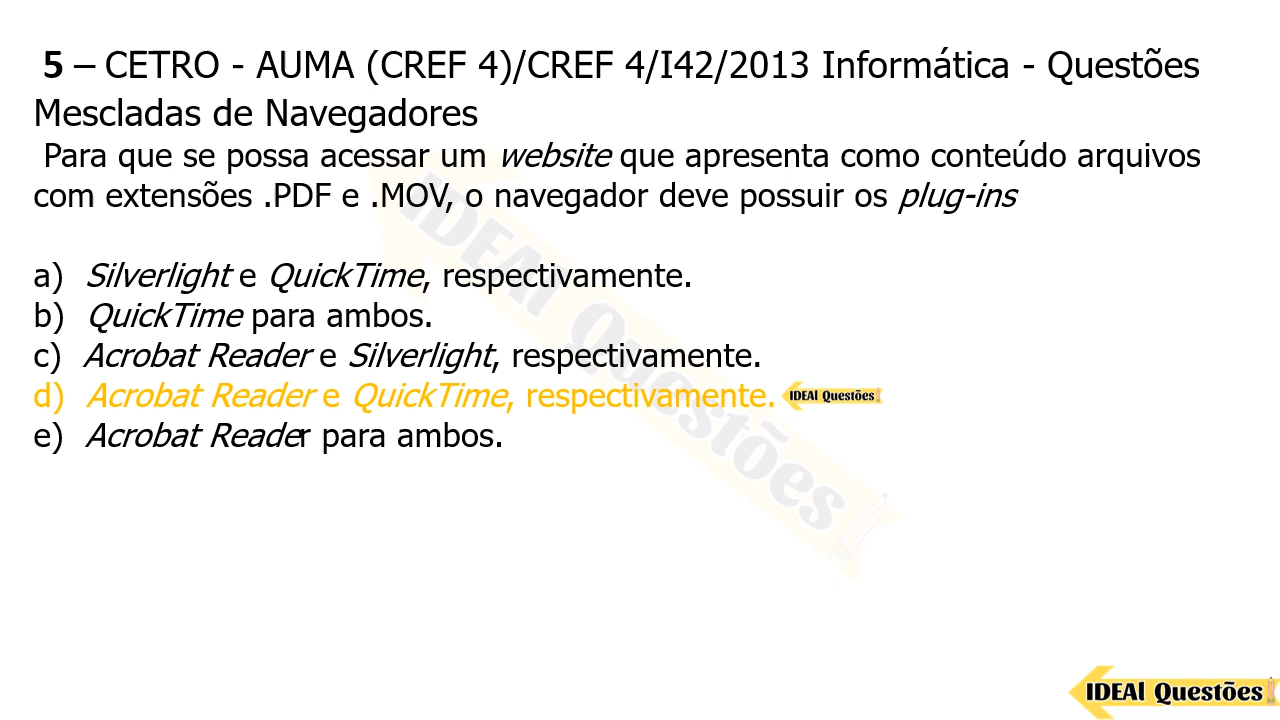 5 – CETRO - AUMA (CREF 4)/CREF 4/I42/2013 Informática - Questões
Mescladas de Navegadores
Para que se possa acessar um website que apresenta como conteúdo arquivos
com extensões .PDF e .MOV, o navegador deve possuir os plug-ins
a) Silverlight e QuickTime, respectivamente.
b) QuickTime para ambos.
c) Acrobat Reader e Silverlight, respectivamente.
d) Acrobat Reader e QuickTime, respectivamente. IDEAl Questões
e) Acrobat Reader para ambos.
IDEAl Questões
IDEAl Questões